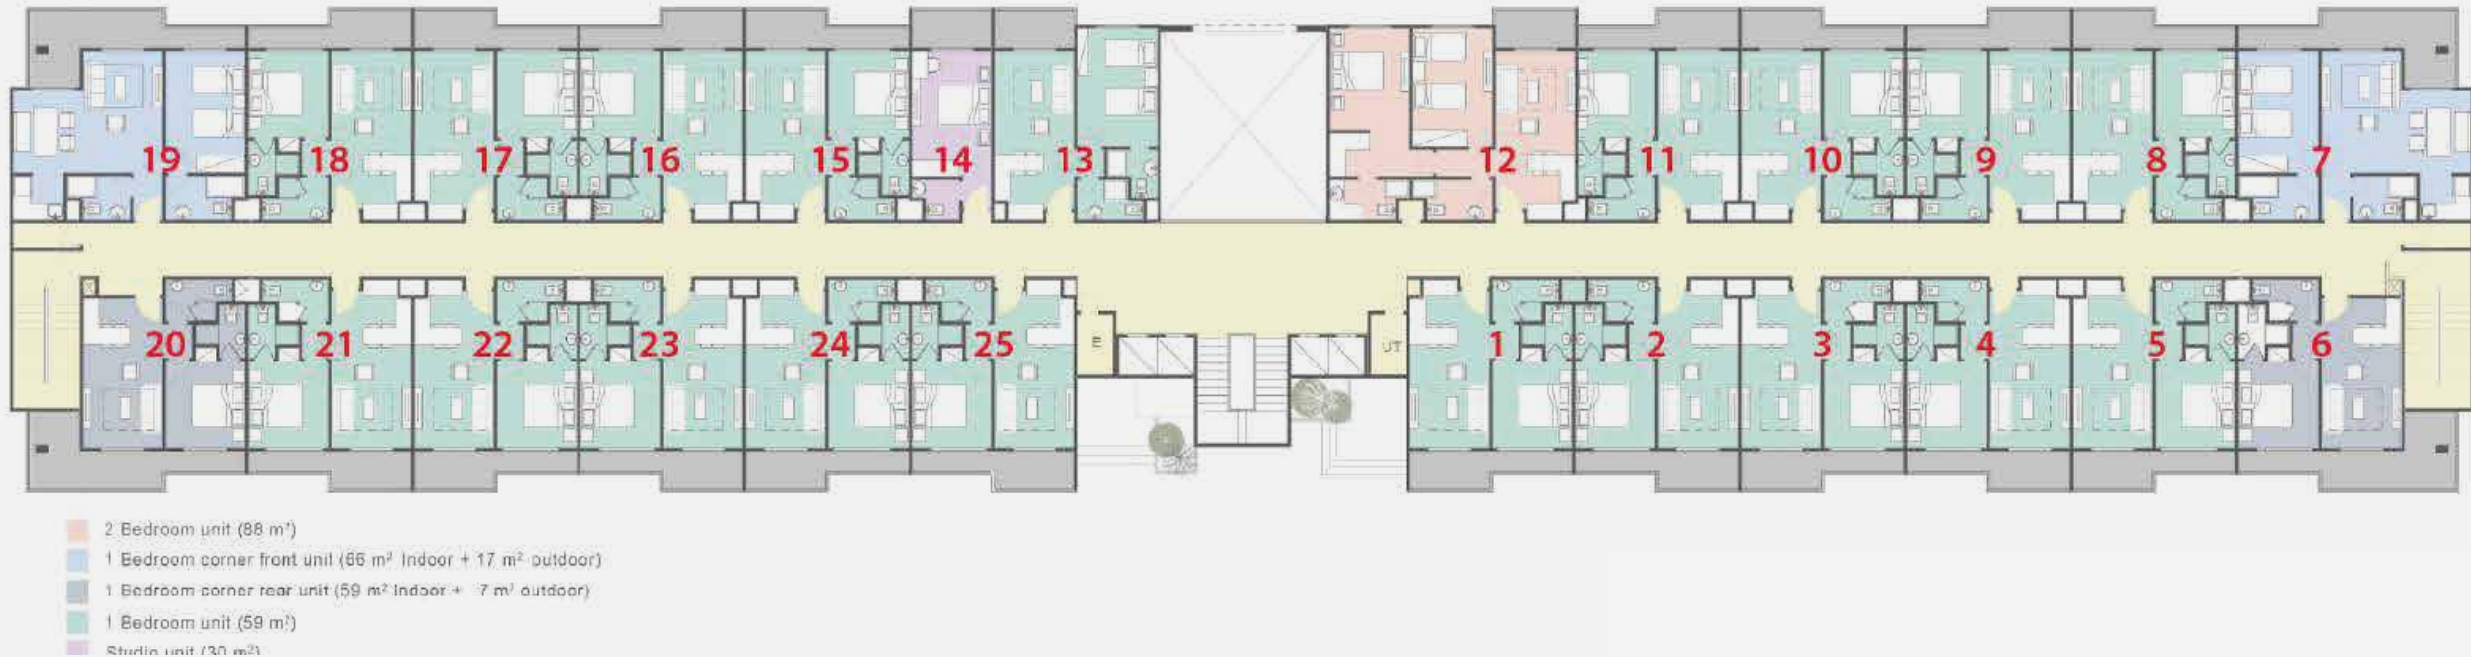 19 18 17 16 15 14 13 12 11 10 9 8 7
20 21 22 23 24 25 1 2 3 4 5 6
E UT
2 Bedroom unit (88 m²)
1 Bedroom corner front unit (66 m² Indoor + 17 m² outdoor)
1 Bedroom corner rear unit (59 m² Indoor + 7 m² outdoor)
1 Bedroom unit (59 m²)
Studio unit (30 m²)